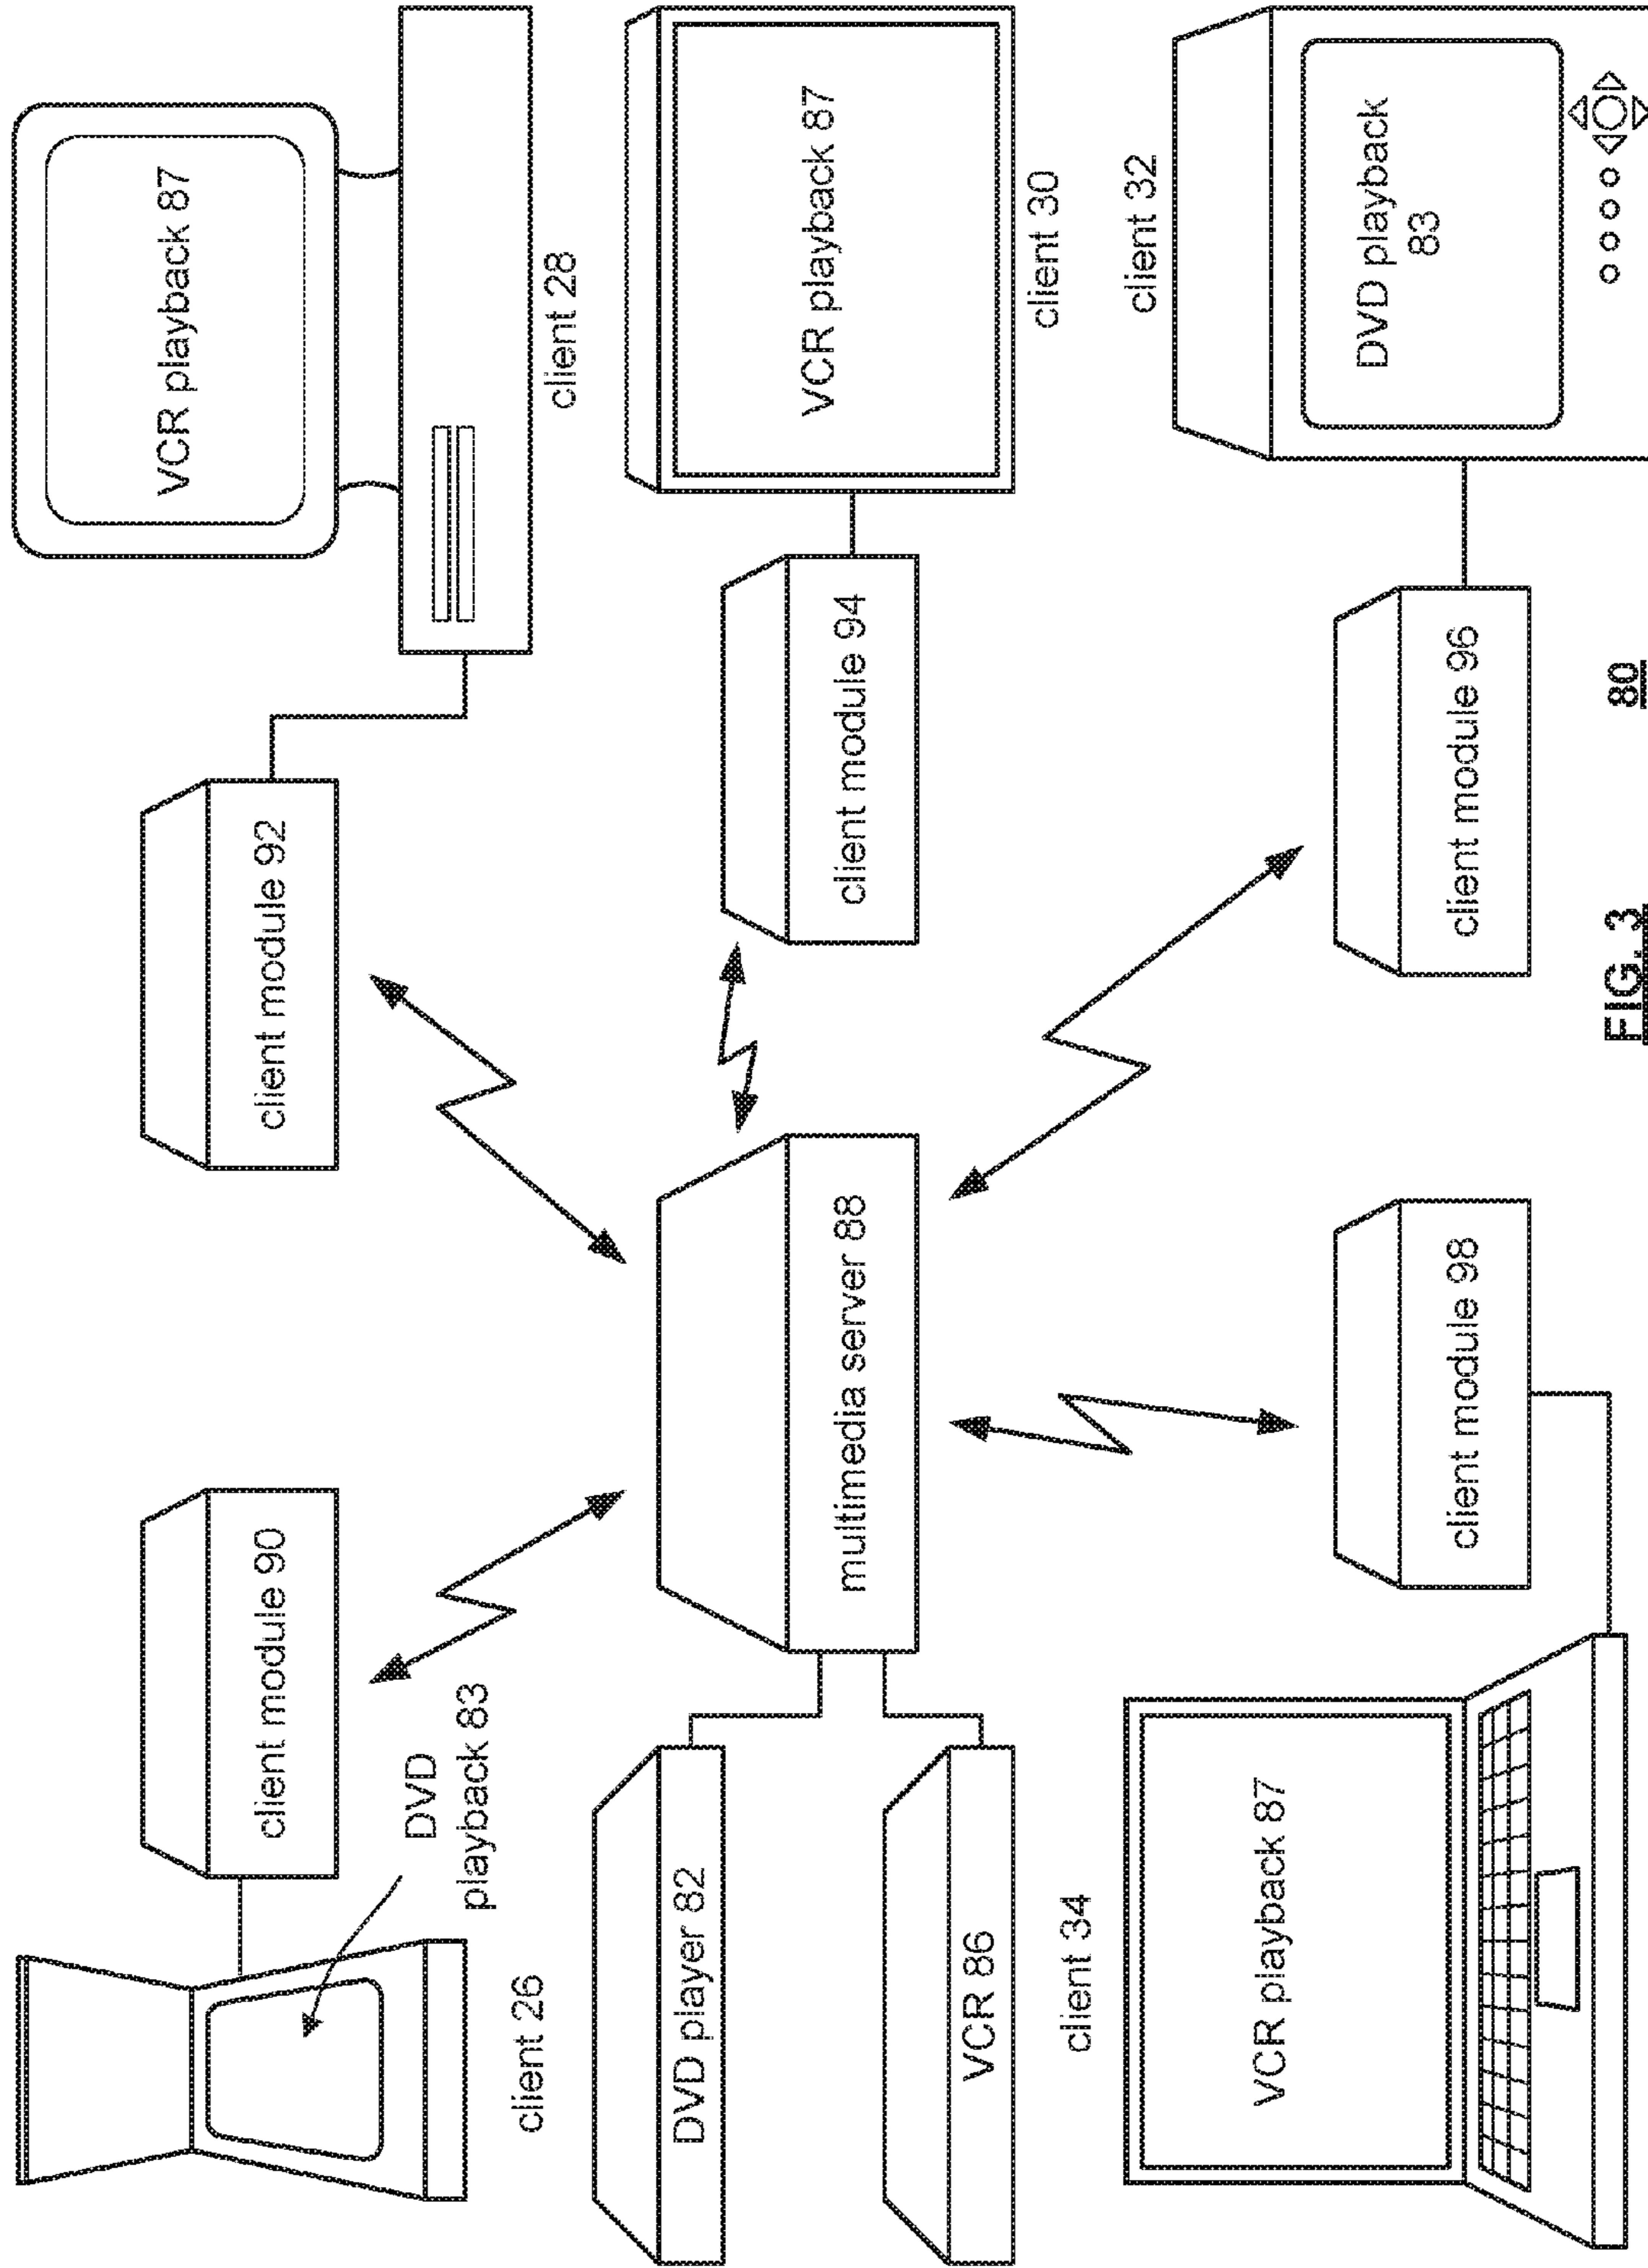 client module 90
client module 92
VCR playback 87
DVD
playback 83
client 26
client 28
DVD player 82
multimedia server 88
client module 94
VCR playback 87
VCR 86
client 30
client 34
client 32
VCR playback 87
client module 98
client module 96
DVD playback
83
FIG. 3
80